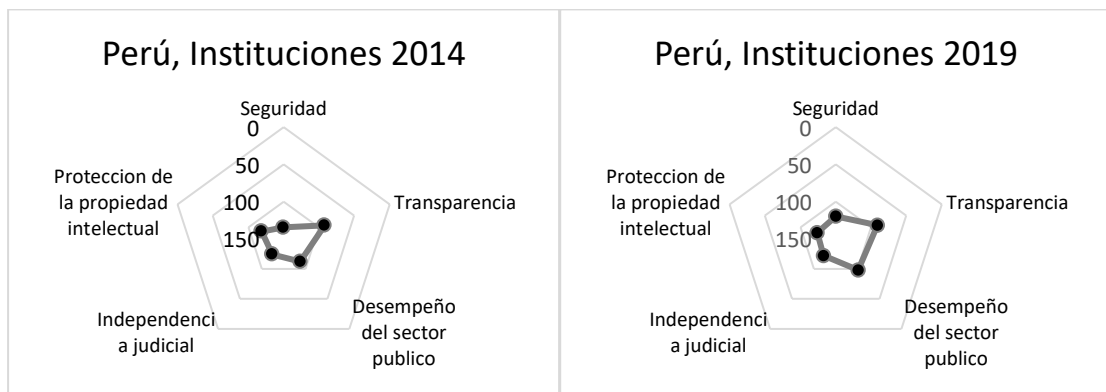 Perú, Instituciones 2014
Seguridad
0
50
100
150
Transparencia
Desempeño
del sector
publico
Independenci
a judicial
Proteccion de
la propiedad
intelectual
Perú, Instituciones 2019
Seguridad
0
50
100
150
Transparencia
Desempeño
del sector
publico
Independenci
a judicial
Proteccion de
la propiedad
intelectual